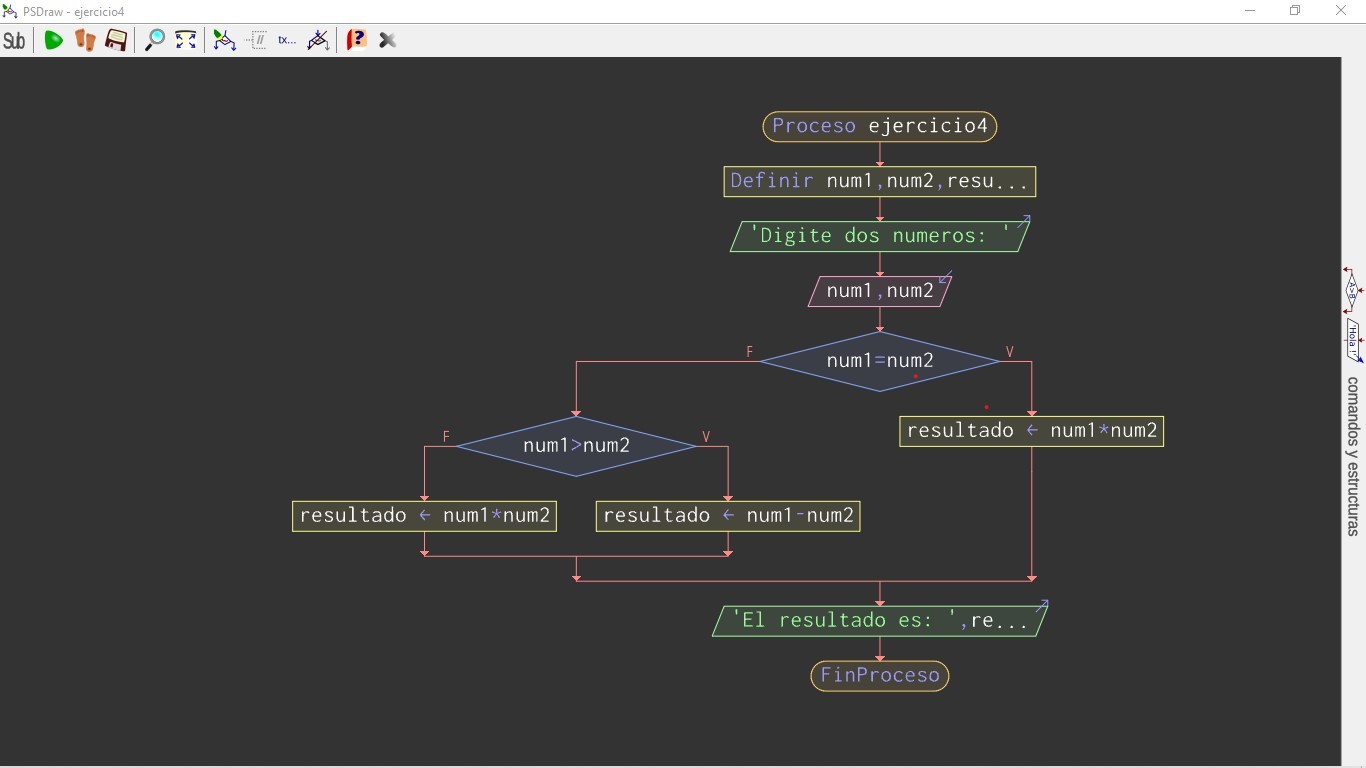 PSDraw - ejercicio4
Sub
tx...
?
Proceso ejercicio4
Definir num1,num2,resu...
'Digite dos numeros: '
num1,num2
F
num1=num2
V
F
num1>num2
V
resultado ← num1*num2
resultado ← num1*num2
resultado ← num1-num2
'El resultado es: ',re...
FinProceso
A>B
'Hola !'
comandos y estructuras